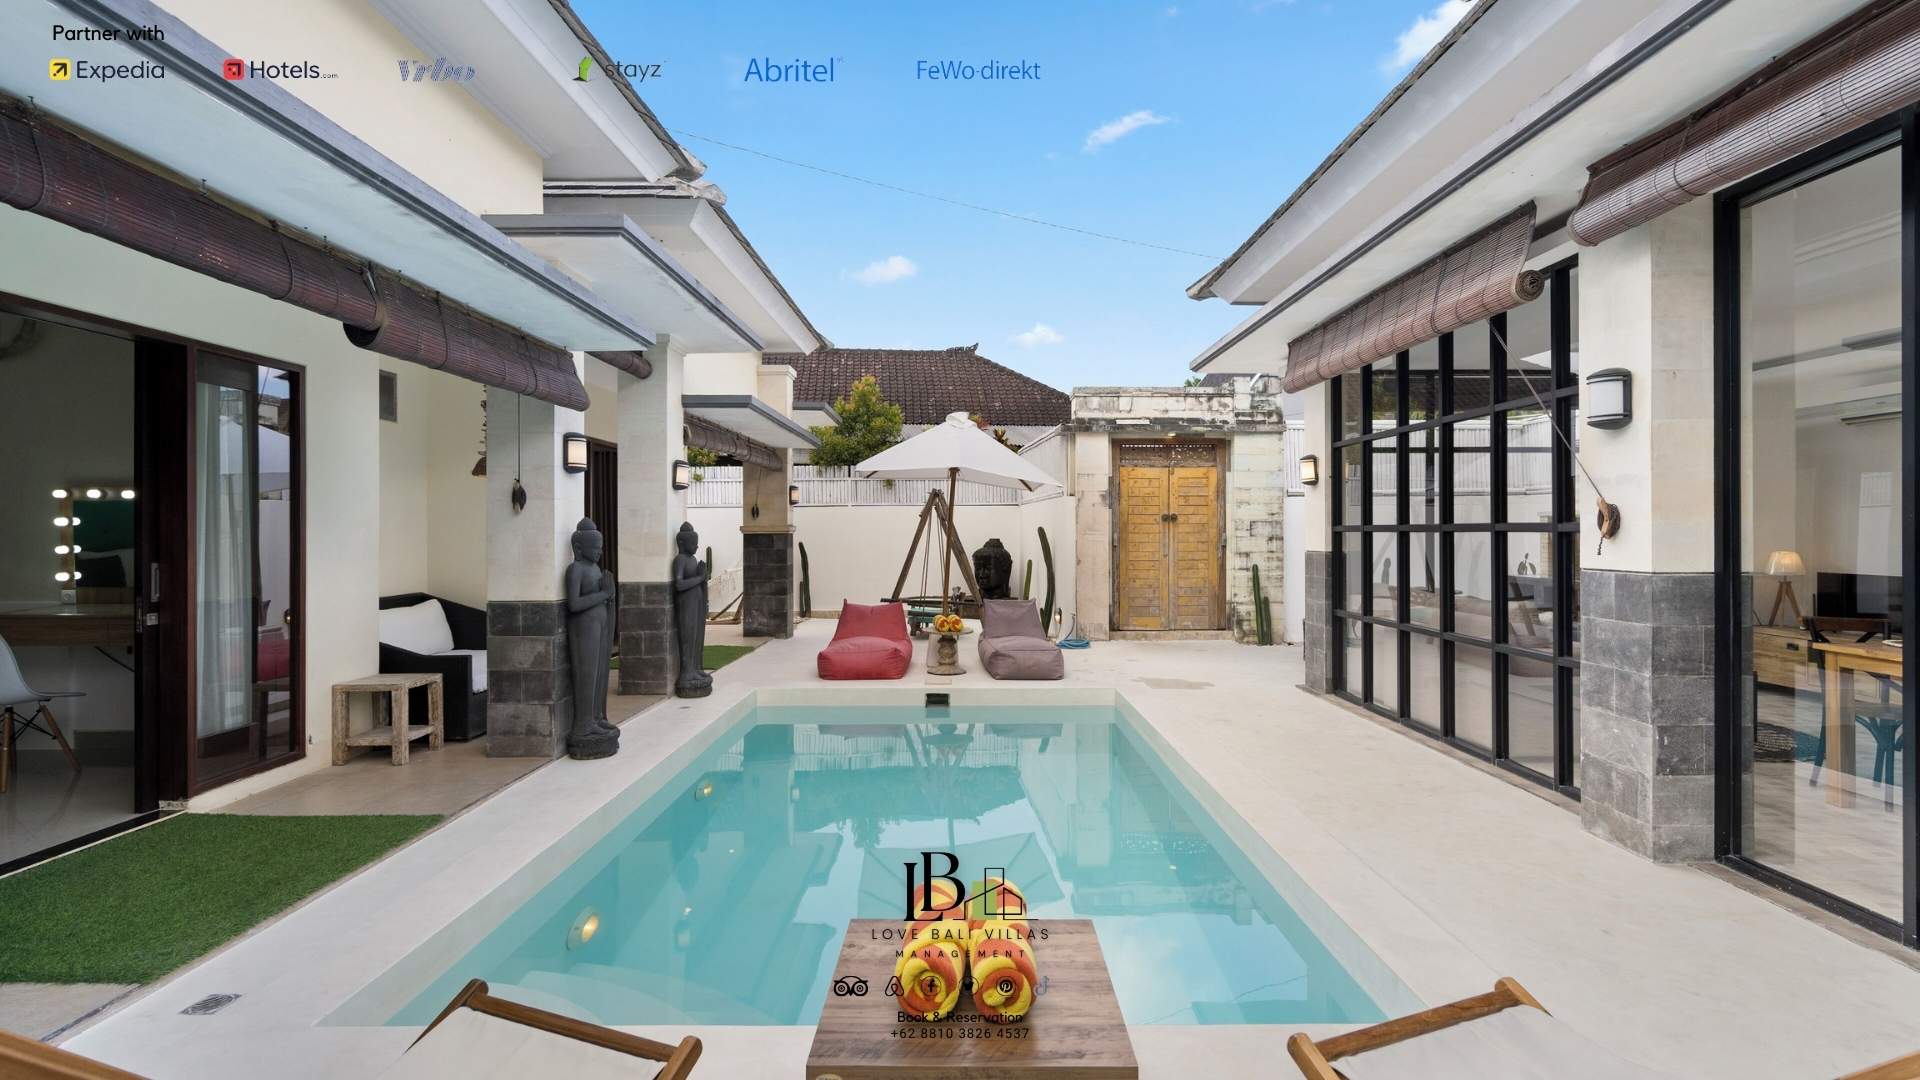 Partner with
Expedia Hotels.com Vrbo stayz Abritel FeWo-direkt
LB
LOVE BALI VILLAS
MANAGEMENT
Book & Reservation
+62 8810 3826 4537